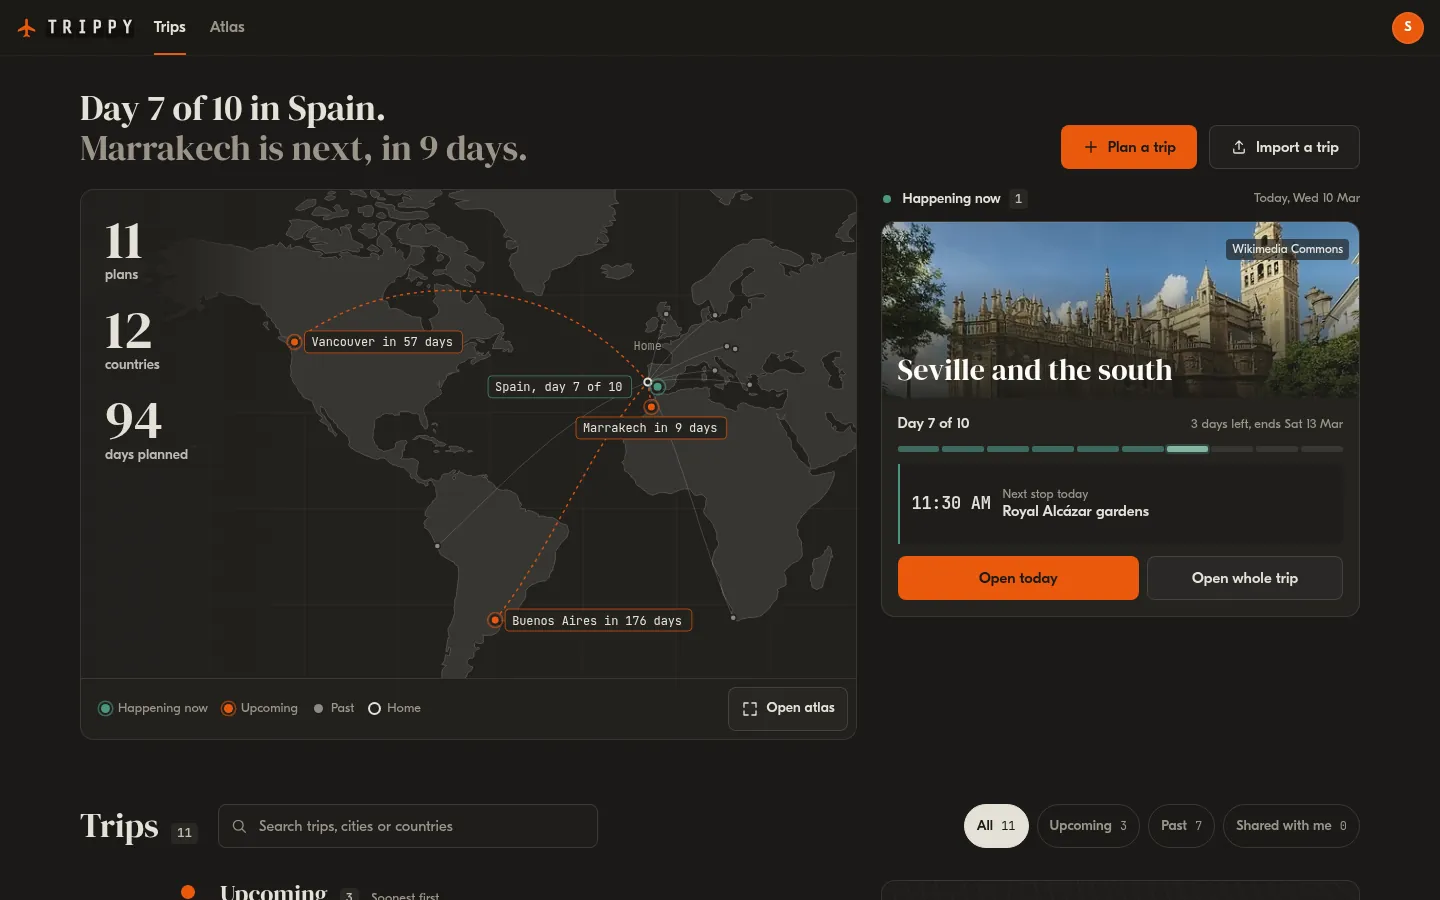 TRIPPY
Trips
Atlas
S
Day 7 of 10 in Spain.
Marrakech is next, in 9 days.
Plan a trip
Import a trip
11
plans
12
countries
94
days planned
Home
Vancouver in 57 days
Spain, day 7 of 10
Marrakech in 9 days
Buenos Aires in 176 days
Happening now
Upcoming
Past
Home
Open atlas
Happening now 1
Today, Wed 10 Mar
Wikimedia Commons
Seville and the south
Day 7 of 10
3 days left, ends Sat 13 Mar
11:30 AM
Next stop today
Royal Alcázar gardens
Open today
Open whole trip
Trips 11
Search trips, cities or countries
All 11
Upcoming 3
Past 7
Shared with me 0
Upcoming 3 Soonest first